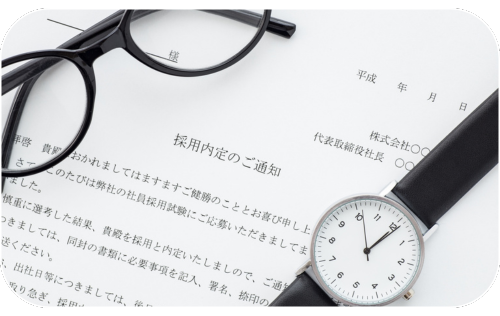 様
平成 年 月 日
株式会社○○
代表取締役社長 ○○
採用内定のご通知
拝啓 貴殿におかれましてはますますご健勝のこととお喜び申し上
さて、このたびは弊社の社員採用試験にご応募いただきまして
ました。
慎重に選考した結果、貴殿を採用と内定いたしましので、ご通知
つきましては、同封の書類に必要事項を記入、署名、捺印の
送ください。
、出社日等につきましては、後
取り急ぎ、採用
12
1
2
3
4
5
6
7
8
9
10
11